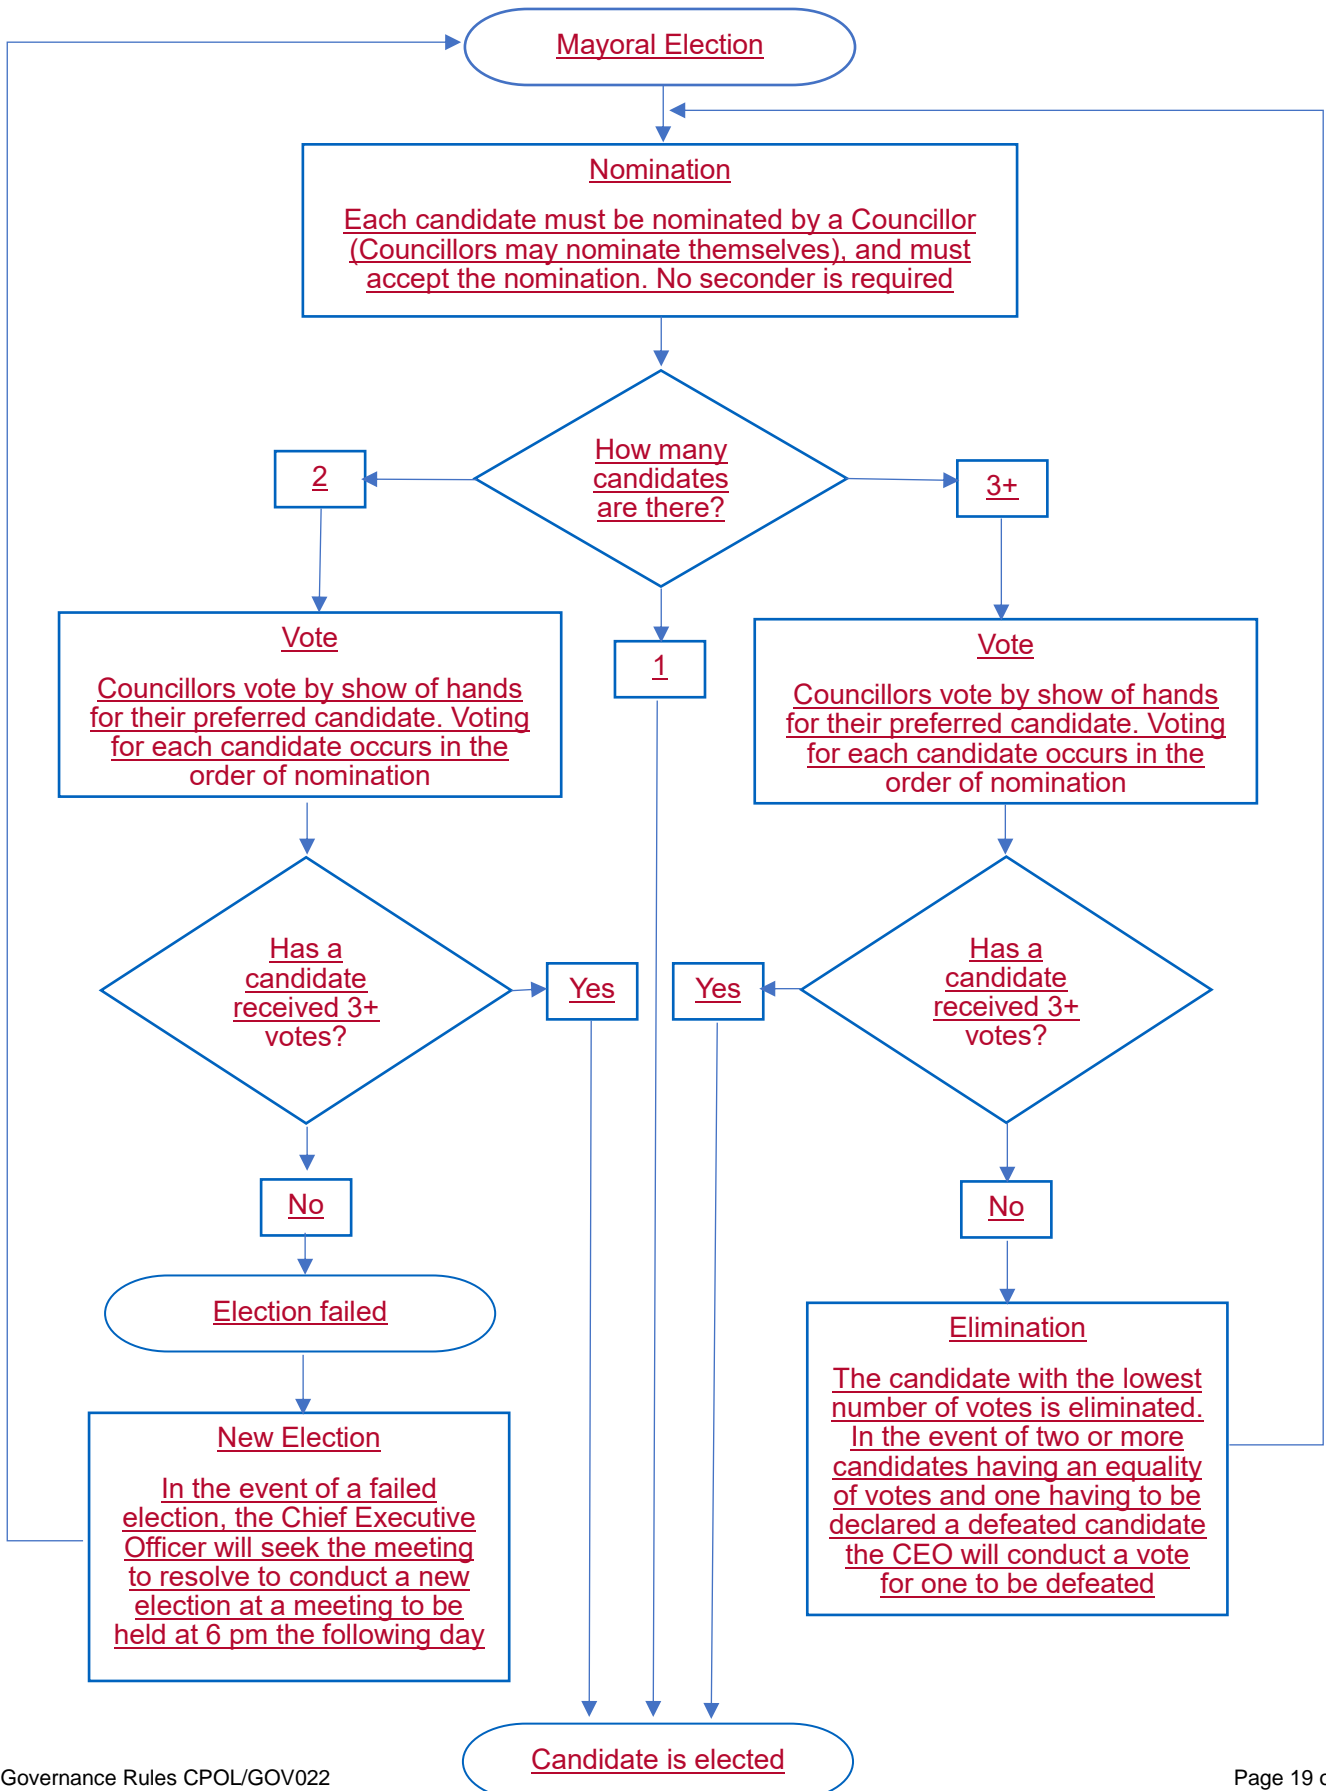 Mayoral Election
Nomination
Each candidate must be nominated by a Councillor
(Councillors may nominate themselves), and must
accept the nomination. No seconder is required
How many
candidates
are there?
2
3+
1
Vote
Councillors vote by show of hands
for their preferred candidate. Voting
for each candidate occurs in the
order of nomination
Vote
Councillors vote by show of hands
for their preferred candidate. Voting
for each candidate occurs in the
order of nomination
Has a
candidate
received 3+
votes?
Yes
Yes
Has a
candidate
received 3+
votes?
No
No
Election failed
Elimination
The candidate with the lowest
number of votes is eliminated.
In the event of two or more
candidates having an equality
of votes and one having to be
declared a defeated candidate
the CEO will conduct a vote
for one to be defeated
New Election
In the event of a failed
election, the Chief Executive
Officer will seek the meeting
to resolve to conduct a new
election at a meeting to be
held at 6 pm the following day
Candidate is elected
Governance Rules CPOL/GOV022
Page 19